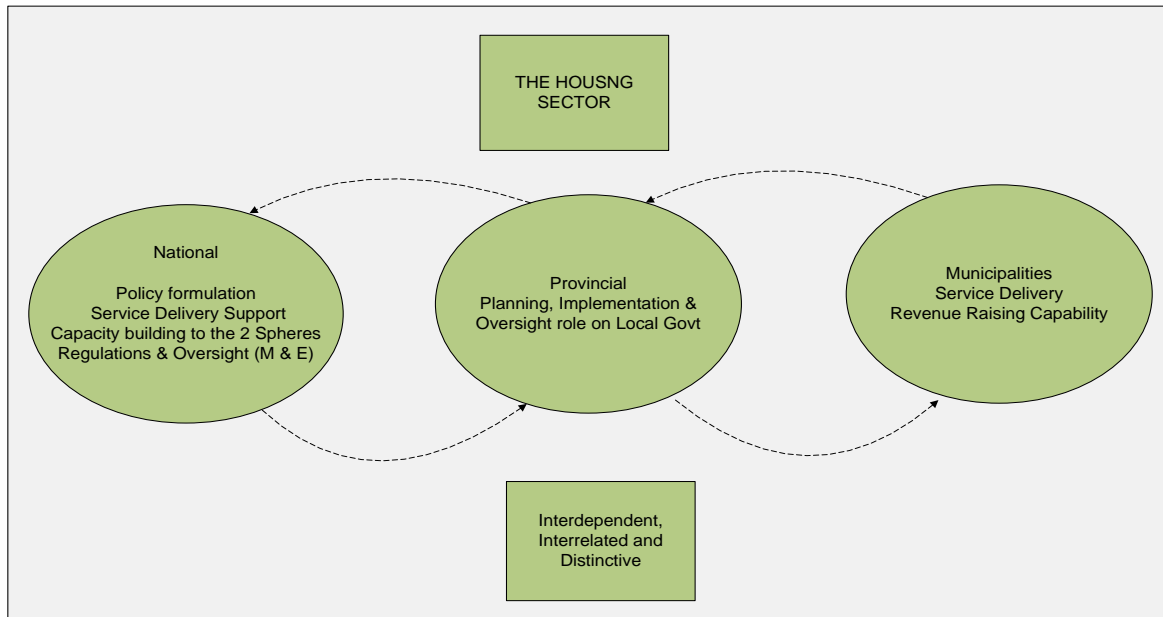 THE HOUSNG
SECTOR
National
Policy formulation
Service Delivery Support
Capacity building to the 2 Spheres
Regulations & Oversight (M & E)
Provincial
Planning, Implementation &
Oversight role on Local Govt
Municipalities
Service Delivery
Revenue Raising Capability
Interdependent,
Interrelated and
Distinctive